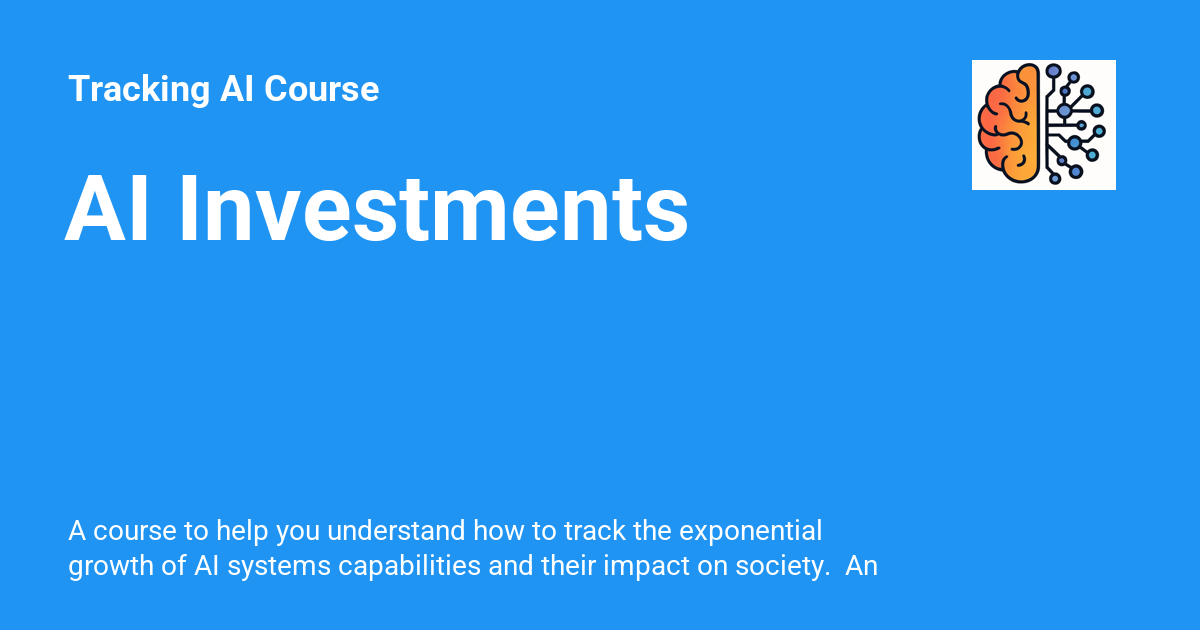 Tracking AI Course
AI Investments
A course to help you understand how to track the exponential
growth of AI systems capabilities and their impact on society.  An